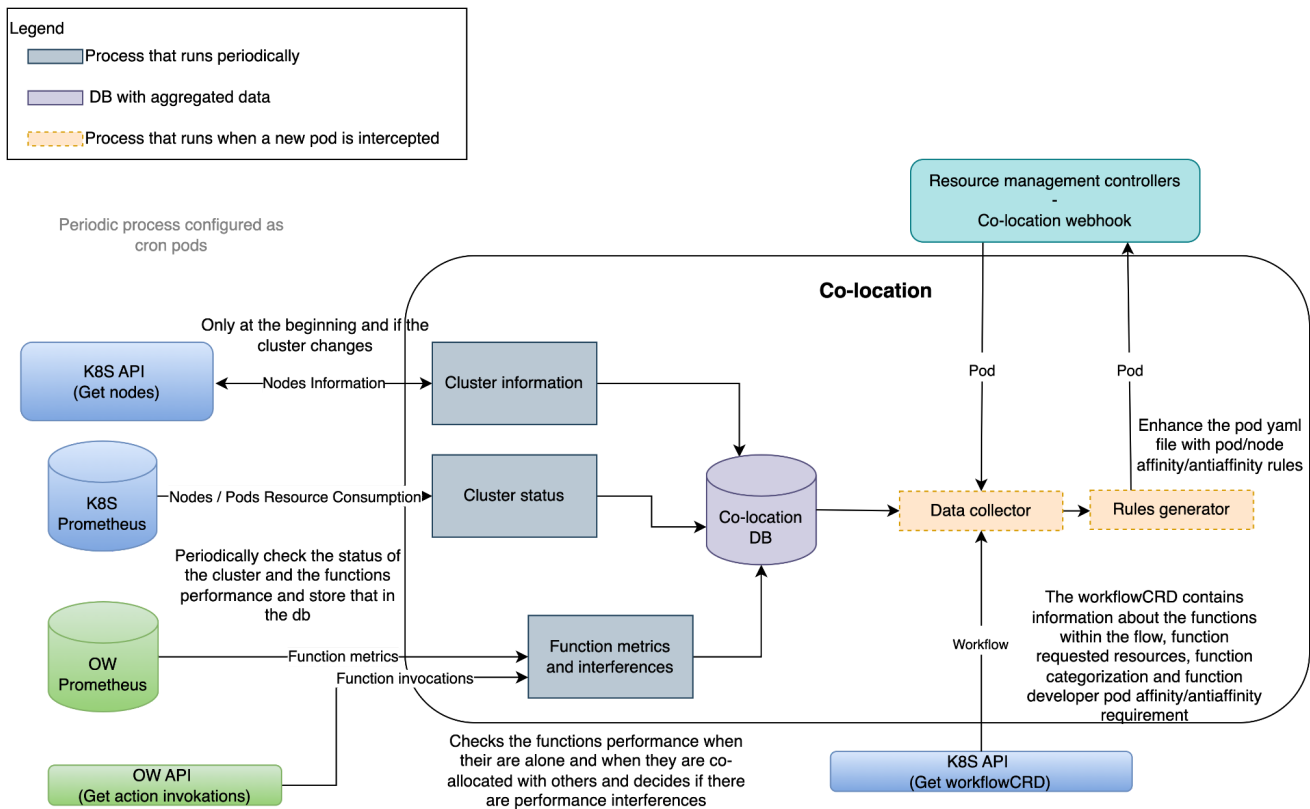 Legend
Process that runs periodically
DB with aggregated data
Process that runs when a new pod is intercepted
Resource management controllers
-
Co-location webhook
Periodic process configured as
cron pods
Co-location
Only at the beginning and if the
cluster changes
K8S API
(Get nodes)
Nodes Information
Cluster information
Pod
Pod
Enhance the pod yaml
file with pod/node
affinity/antiaffinity rules
K8S
Prometheus
Nodes / Pods Resource Consumption
Cluster status
Co-location
DB
Data collector
Rules generator
Periodically check the status of
the cluster and the functions
performance and store that in
the db
The workflowCRD contains
information about the functions
within the flow, function
requested resources, function
categorization and function
developer pod affinity/antiaffinity
requirement
OW
Prometheus
Function metrics
Function invocations
Function metrics
and interferences
Workflow
Checks the functions performance when
their are alone and when they are co-
allocated with others and decides if there
are performance interferences
OW API
(Get action invokations)
K8S API
(Get workflowCRD)